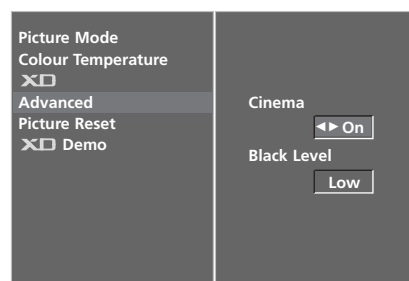 Picture Mode
Colour Temperature
XD
Advanced
Picture Reset
XD Demo
Cinema
◄► On
Black Level
Low